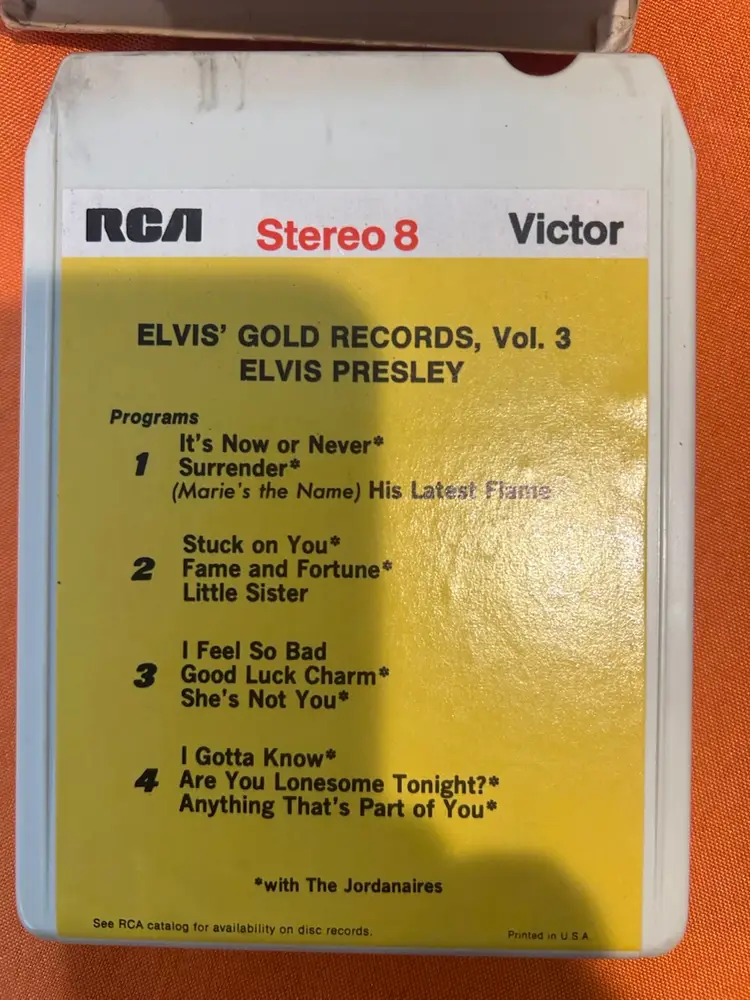 RCA Stereo 8 Victor
ELVIS' GOLD RECORDS, Vol. 3
ELVIS PRESLEY
Programs
1 It's Now or Never*
Surrender*
(Marie's the Name) His Latest Flame
2 Stuck on You*
Fame and Fortune*
Little Sister
3 I Feel So Bad
Good Luck Charm*
She's Not You*
4 I Gotta Know*
Are You Lonesome Tonight?*
Anything That's Part of You*
*with The Jordanaires
See RCA catalog for availability on disc records. Printed in U.S.A.